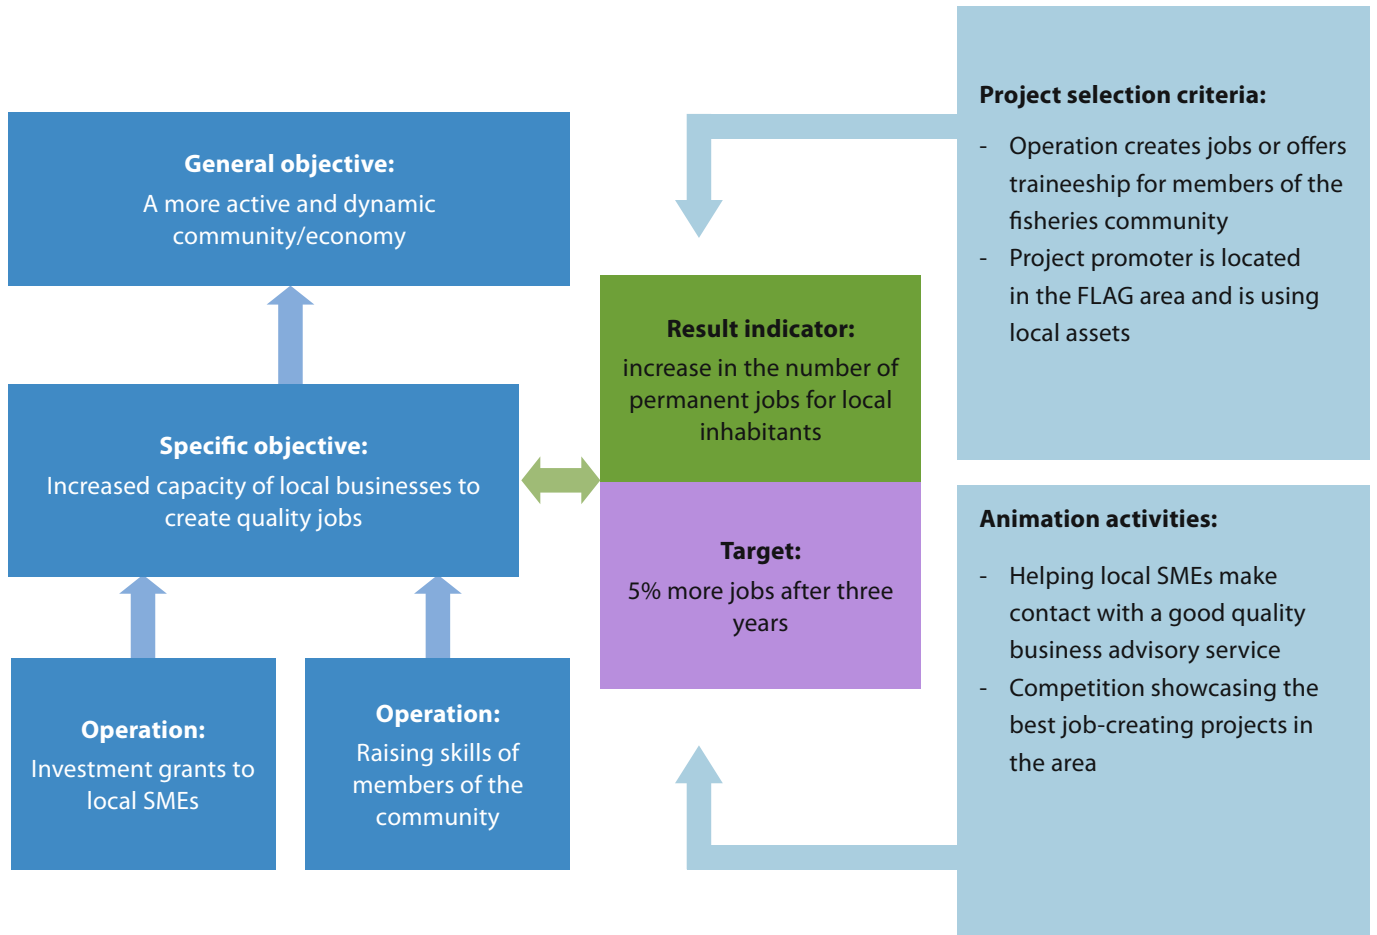 General objective:
A more active and dynamic
community/economy
Specific objective:
Increased capacity of local businesses to
create quality jobs
Operation:
Investment grants to
local SMEs
Operation:
Raising skills of
members of the
community
Result indicator:
increase in the number of
permanent jobs for local
inhabitants
Target:
5% more jobs after three
years
Project selection criteria:
- Operation creates jobs or offers
traineeship for members of the
fisheries community
- Project promoter is located
in the FLAG area and is using
local assets
Animation activities:
- Helping local SMEs make
contact with a good quality
business advisory service
- Competition showcasing the
best job-creating projects in
the area